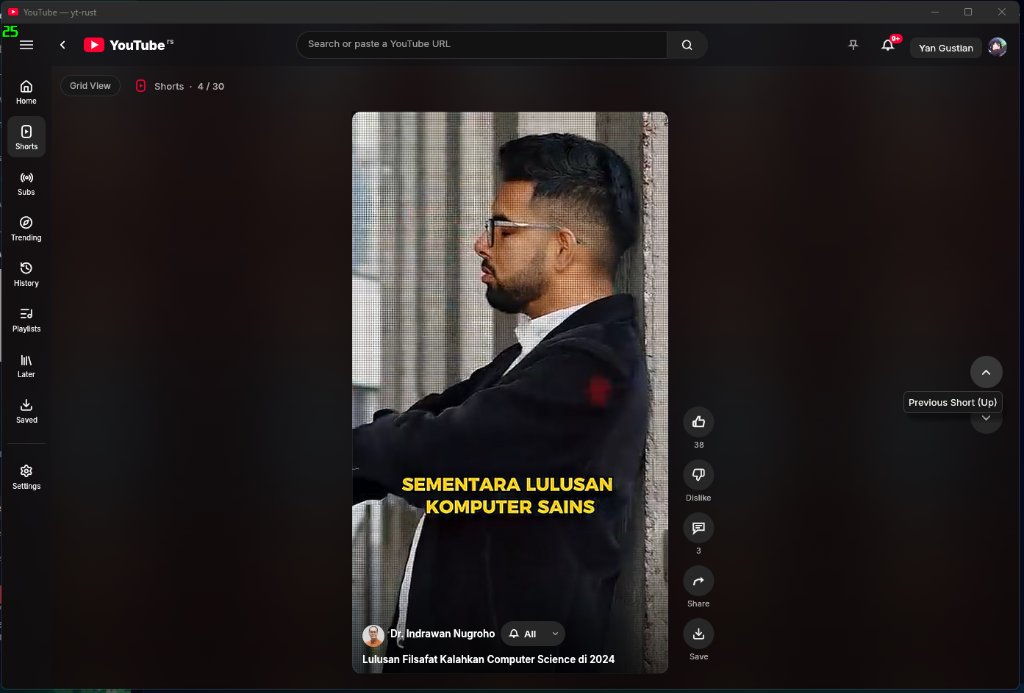 YouTube — yt-rust
25
YouTube rs
Search or paste a YouTube URL
9+
Yan Gustian
Grid View
Shorts · 4 / 30
Home
Shorts
Subs
Trending
History
Playlists
Later
Saved
Settings
Previous Short (Up)
SEMENTARA LULUSAN
KOMPUTER SAINS
38
Dislike
3
Share
Save
Dr. Indrawan Nugroho
All
Lulusan Filsafat Kalahkan Computer Science di 2024